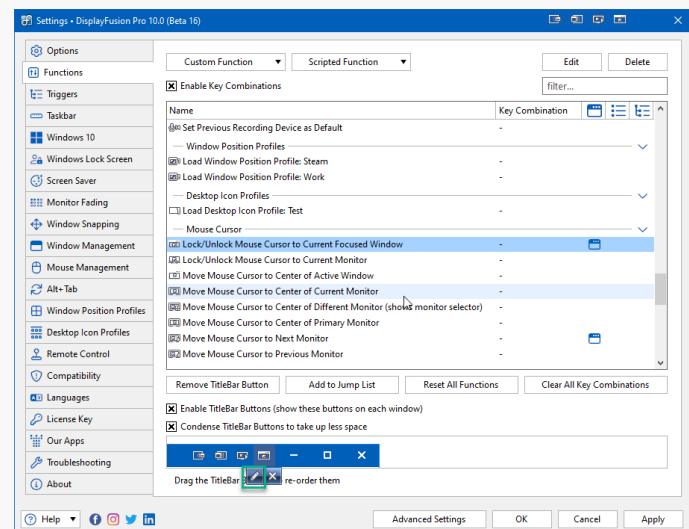 Settings • DisplayFusion Pro 10.0 (Beta 16)
Options
Functions
Triggers
Taskbar
Windows 10
Windows Lock Screen
Screen Saver
Monitor Fading
Window Snapping
Window Management
Mouse Management
Alt+Tab
Window Position Profiles
Desktop Icon Profiles
Remote Control
Compatibility
Languages
License Key
Our Apps
Troubleshooting
About
Custom Function Scripted Function Edit Delete
Enable Key Combinations filter...
Name Key Combination
Set Previous Recording Device as Default -
Window Position Profiles
Load Window Position Profile: Steam -
Load Window Position Profile: Work -
Desktop Icon Profiles
Load Desktop Icon Profile: Test -
Mouse Cursor
Lock/Unlock Mouse Cursor to Current Focused Window -
Lock/Unlock Mouse Cursor to Current Monitor -
Move Mouse Cursor to Center of Active Window -
Move Mouse Cursor to Center of Current Monitor -
Move Mouse Cursor to Center of Different Monitor (shows monitor selector) -
Move Mouse Cursor to Center of Primary Monitor -
Move Mouse Cursor to Next Monitor -
Move Mouse Cursor to Previous Monitor -
Remove TitleBar Button Add to Jump List Reset All Functions Clear All Key Combinations
Enable TitleBar Buttons (show these buttons on each window)
Condense TitleBar Buttons to take up less space
Drag the TitleBar re-order them
Help Advanced Settings OK Cancel Apply